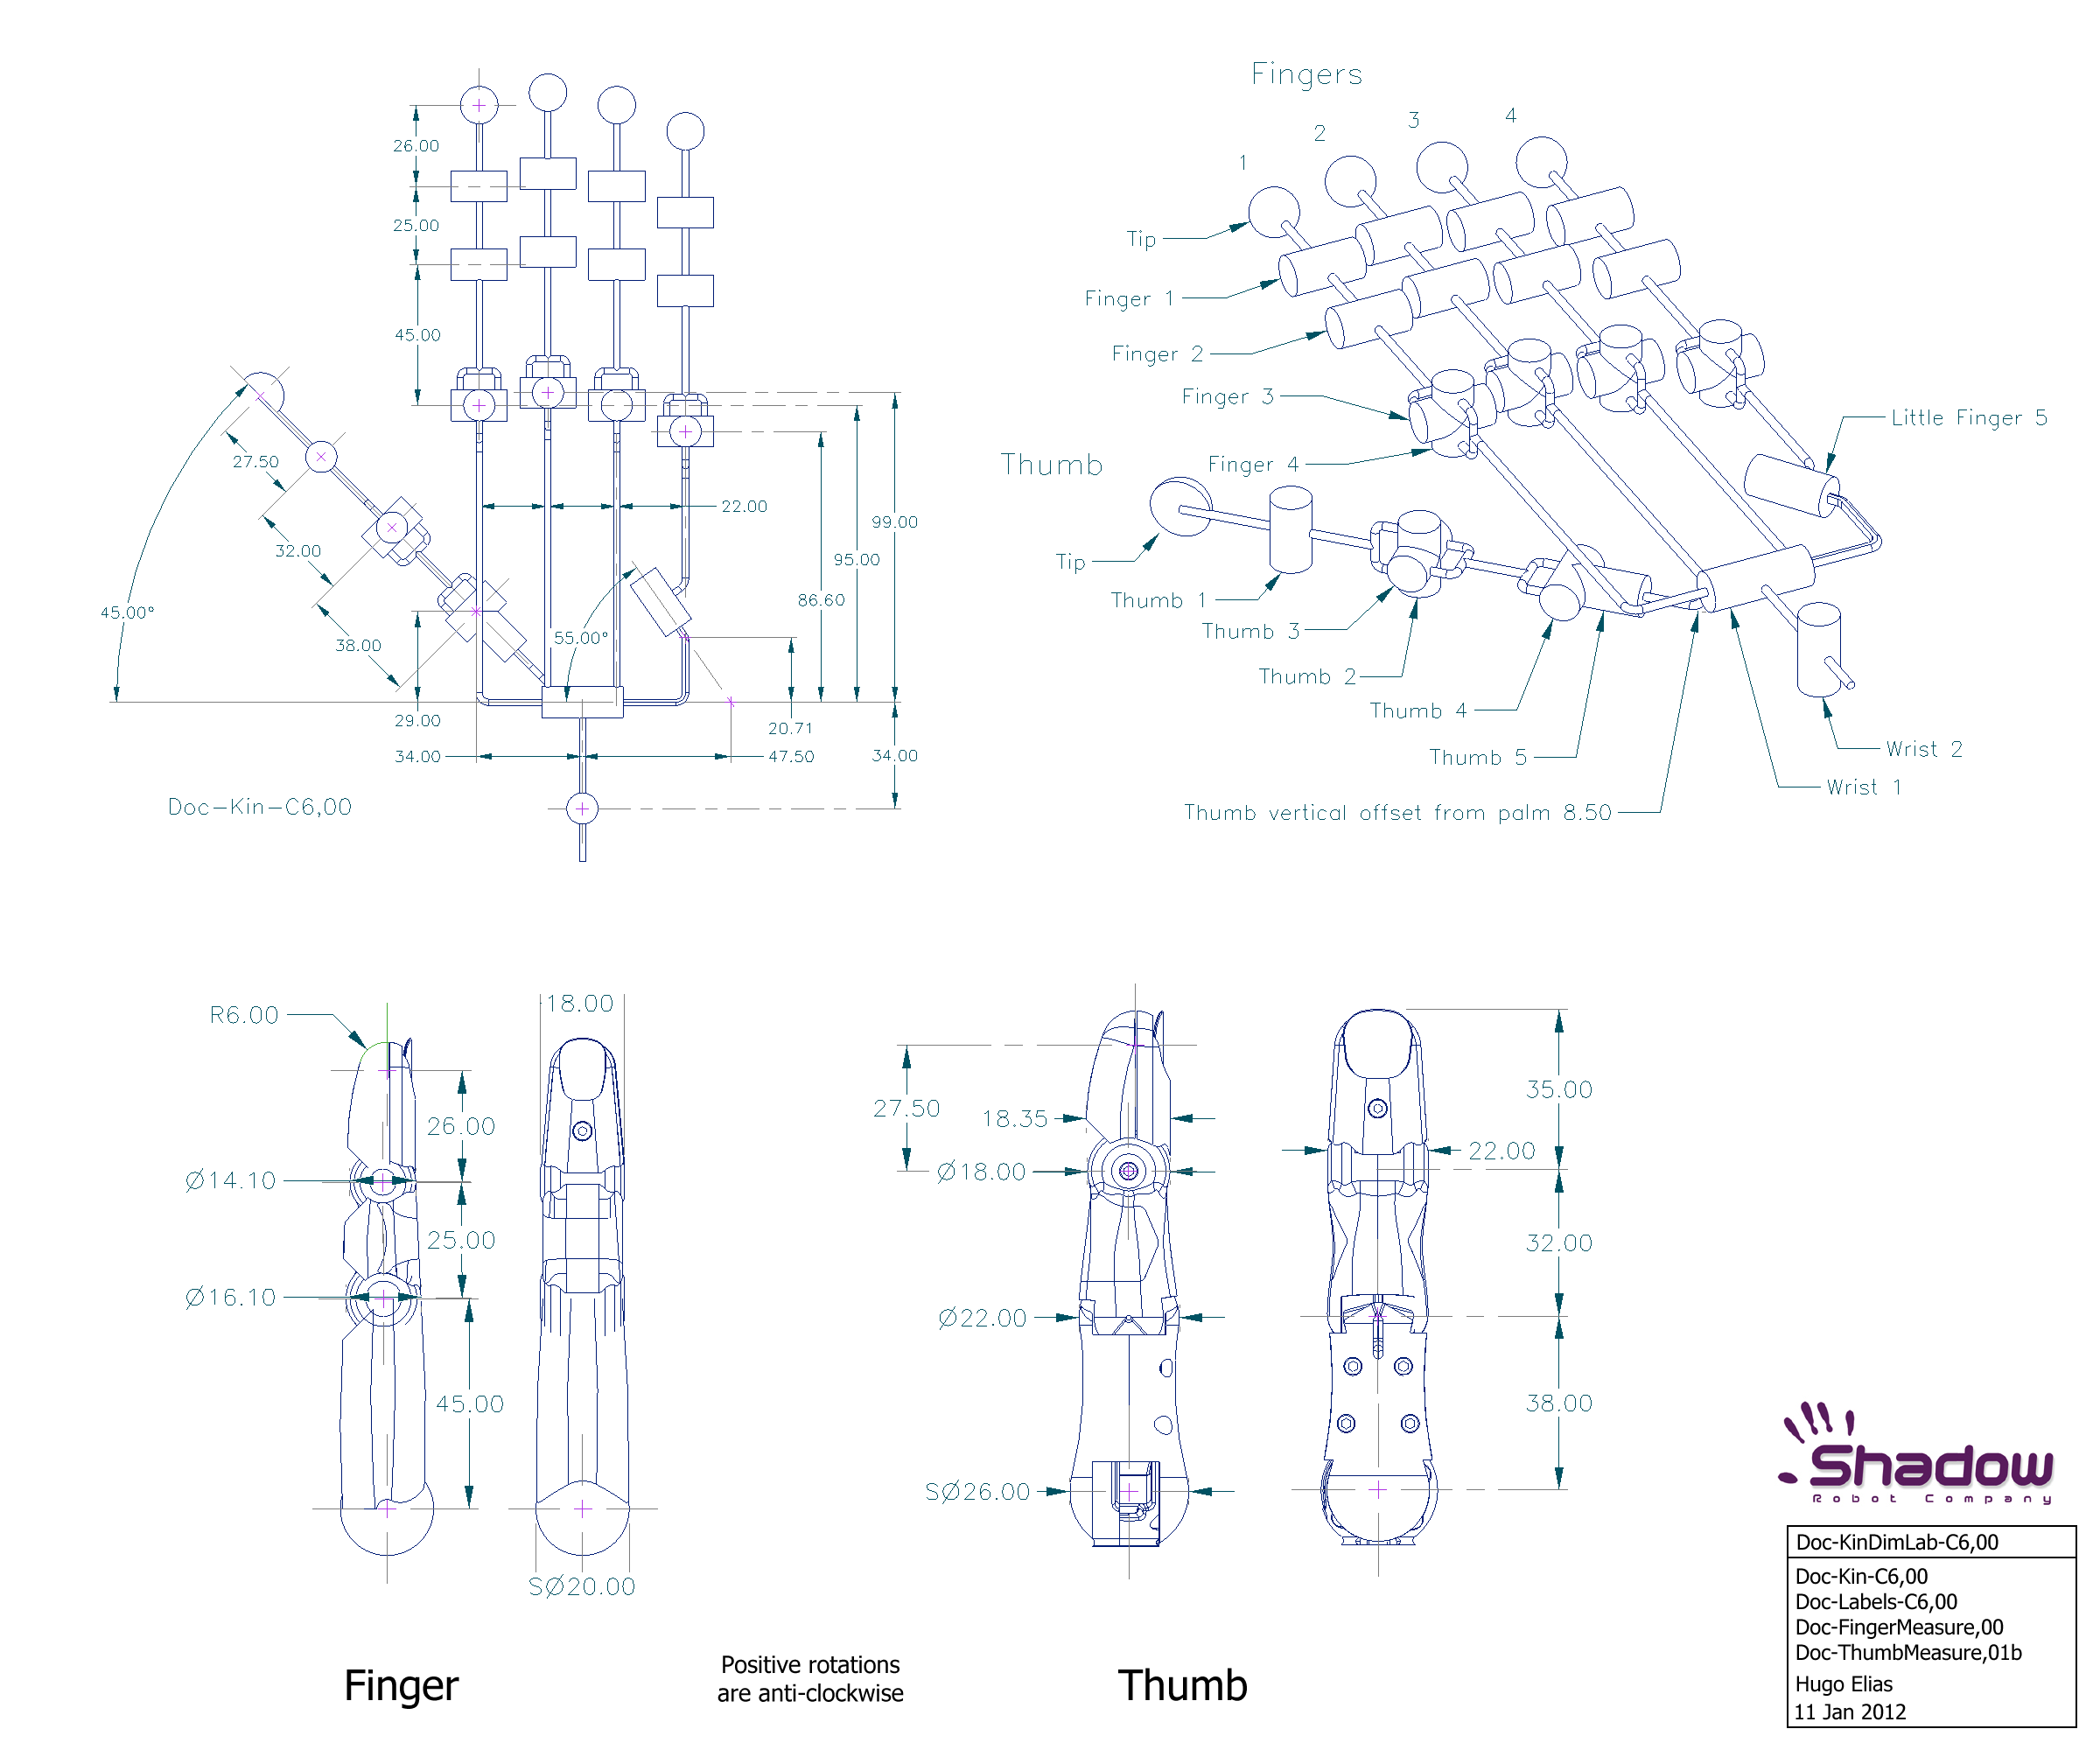 26.00
25.00
45.00
27.50
32.00
38.00
45.00°
55.00°
22.00
99.00
95.00
86.60
29.00
20.71
34.00
47.50
34.00
Doc-Kin-C6,00
Fingers
1
2
3
4
Tip
Finger 1
Finger 2
Finger 3
Finger 4
Little Finger 5
Thumb
Tip
Thumb 1
Thumb 3
Thumb 2
Thumb 4
Thumb 5
Wrist 2
Wrist 1
Thumb vertical offset from palm 8.50
R6.00
18.00
26.00
Ø14.10
25.00
Ø16.10
45.00
SØ20.00
Finger
Positive rotations
are anti-clockwise
27.50
18.35
Ø18.00
Ø22.00
SØ26.00
35.00
22.00
32.00
38.00
Thumb
Shadow
Robot Company
Doc-KinDimLab-C6,00
Doc-Kin-C6,00
Doc-Labels-C6,00
Doc-FingerMeasure,00
Doc-ThumbMeasure,01b
Hugo Elias
11 Jan 2012